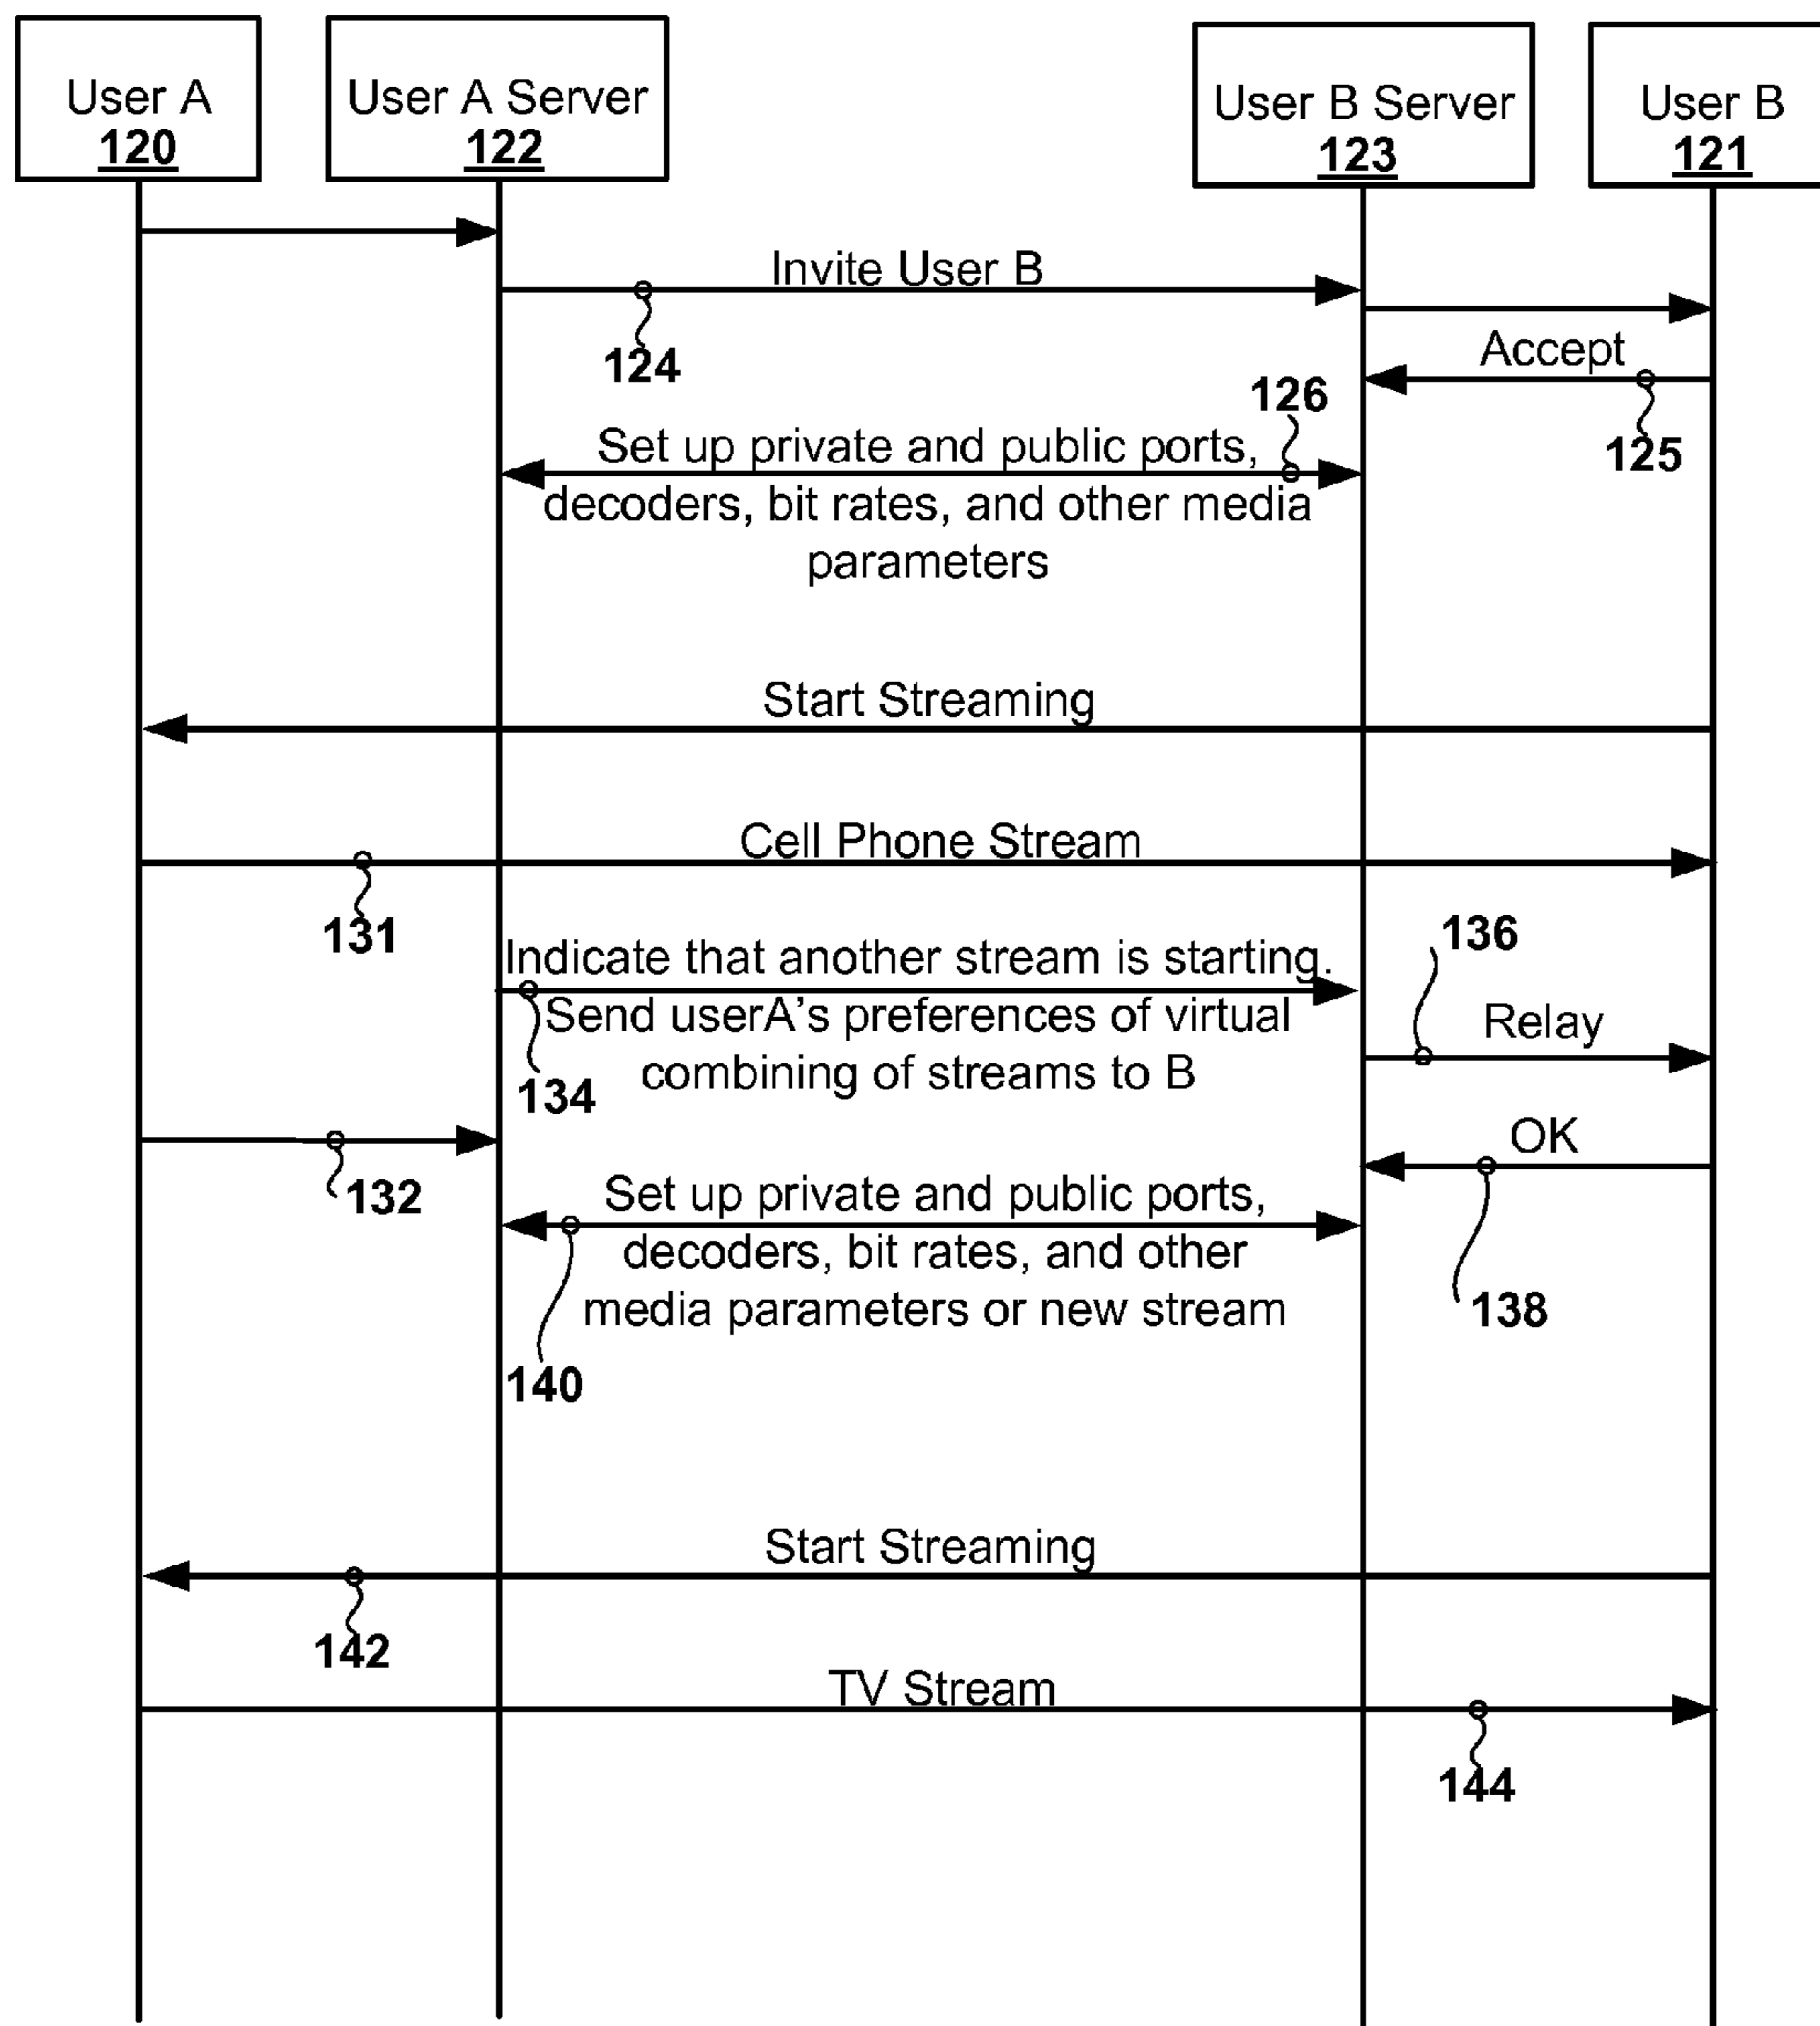 User A
120
User A Server
122
User B Server
123
User B
121
Invite User B
124
Accept
125
126
Set up private and public ports,
decoders, bit rates, and other media
parameters
Start Streaming
Cell Phone Stream
131
Indicate that another stream is starting.
Send userA's preferences of virtual
combining of streams to B
134
136
Relay
132
OK
138
Set up private and public ports,
decoders, bit rates, and other
media parameters or new stream
140
Start Streaming
142
TV Stream
144